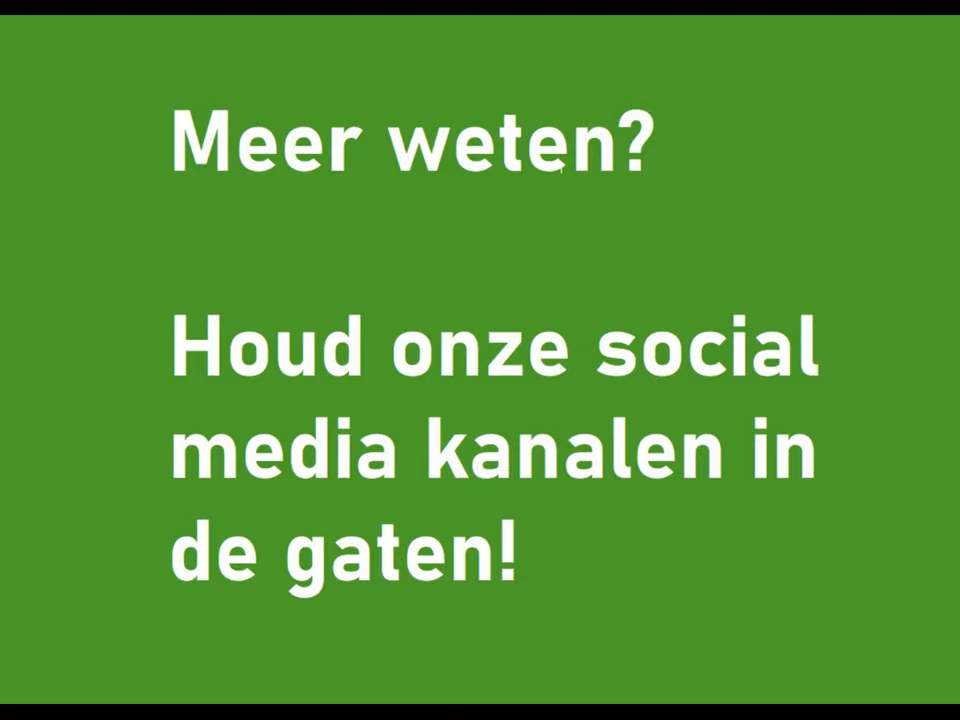 Meer weten?
Houd onze social
media kanalen in
de gaten!